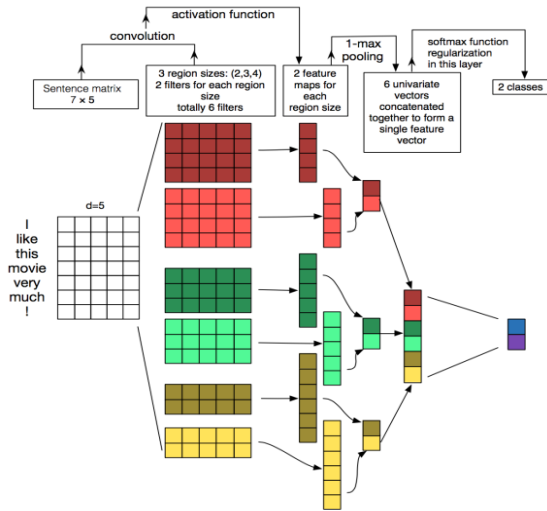 activation function
convolution
1-max
pooling
softmax function
regularization
in this layer
Sentence matrix
7 × 5
3 region sizes: (2,3,4)
2 filters for each region
size
totally 6 filters
2 feature
maps for
each
region size
6 univariate
vectors
concatenated
together to form a
single feature
vector
2 classes
d=5
I
like
this
movie
very
much
!